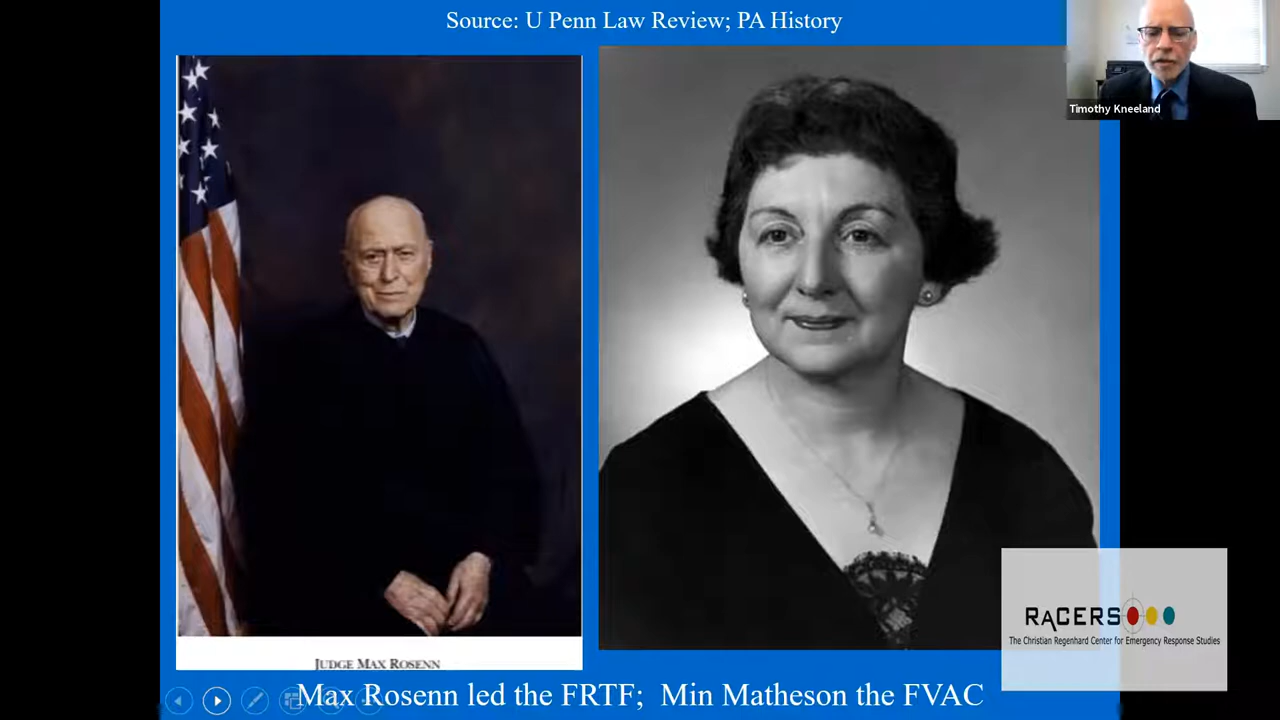 Source: U Penn Law Review; PA History
Timothy Kneeland
JUDGE MAX ROSENN
RACERS
The Christian Regenhard Center for Emergency Response Studies
Max Rosenn led the FRTF; Min Matheson the FVAC